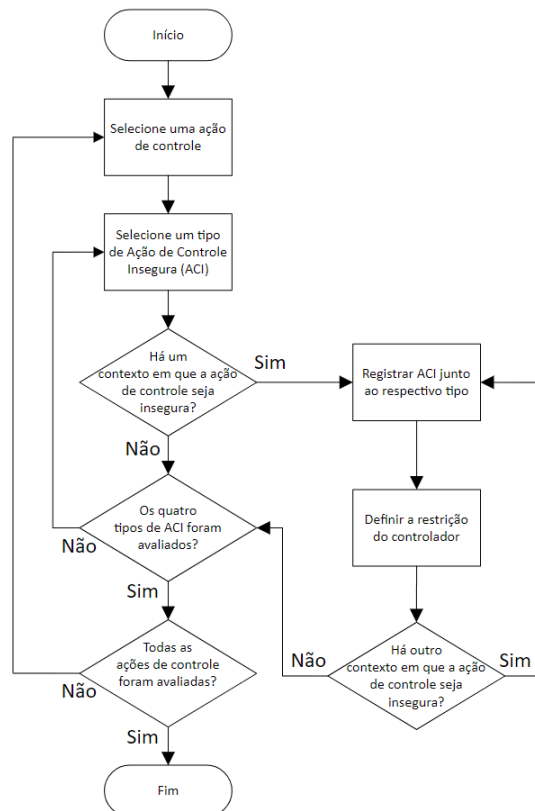 Início
Selecione uma ação
de controle
Selecione um tipo
de Ação de Controle
Insegura (ACI)
Há um
contexto em que a ação
de controle seja
insegura?
Sim
Não
Registrar ACI junto
ao respectivo tipo
Definir a restrição
do controlador
Os quatro
tipos de ACI foram
avaliados?
Não
Sim
Há outro
contexto em que a ação
de controle seja
insegura?
Não
Sim
Todas as
ações de controle
foram avaliadas?
Não
Sim
Fim